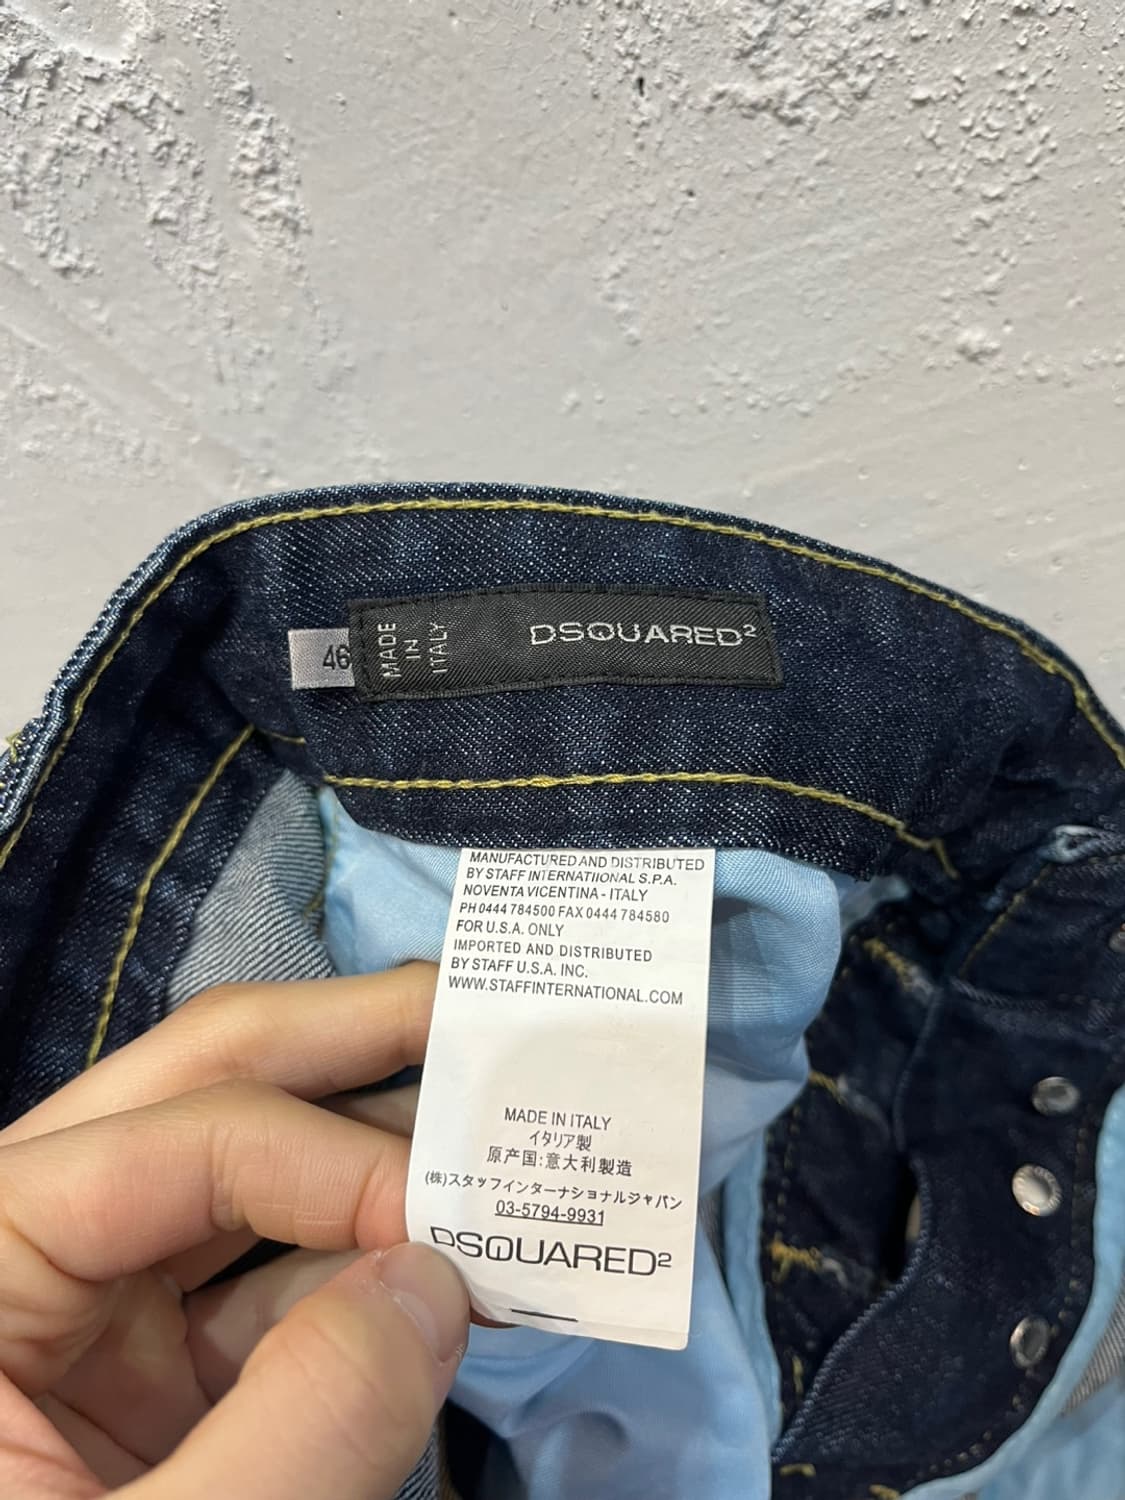 46
MADE
IN
ITALY
DSQUARED²
MANUFACTURED AND DISTRIBUTED
BY STAFF INTERNATIIONAL S.P.A.
NOVENTA VICENTINA - ITALY
PH 0444 784500 FAX 0444 784580
FOR U.S.A. ONLY
IMPORTED AND DISTRIBUTED
BY STAFF U.S.A. INC.
WWW.STAFFINTERNATIONAL.COM
MADE IN ITALY
イタリア製
原产国:意大利製造
(株)スタッフインターナショナルジャパン
03-5794-9931
DSQUARED²